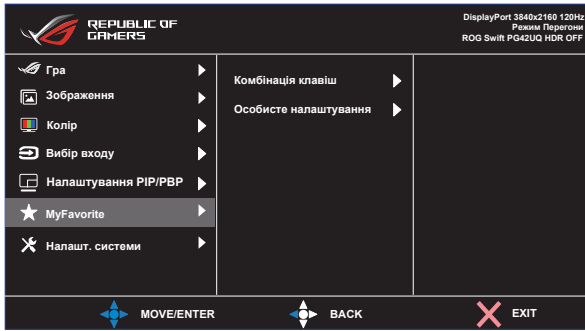 REPUBLIC OF
GAMERS
DisplayPort 3840x2160 120Hz
Режим Перегони
ROG Swift PG42UQ HDR OFF
Гра
Зображення
Колір
Вибір входу
Налаштування PIP/PBP
MyFavorite
Налашт. системи
Комбінація клавіш
Особисте налаштування
MOVE/ENTER
BACK
EXIT